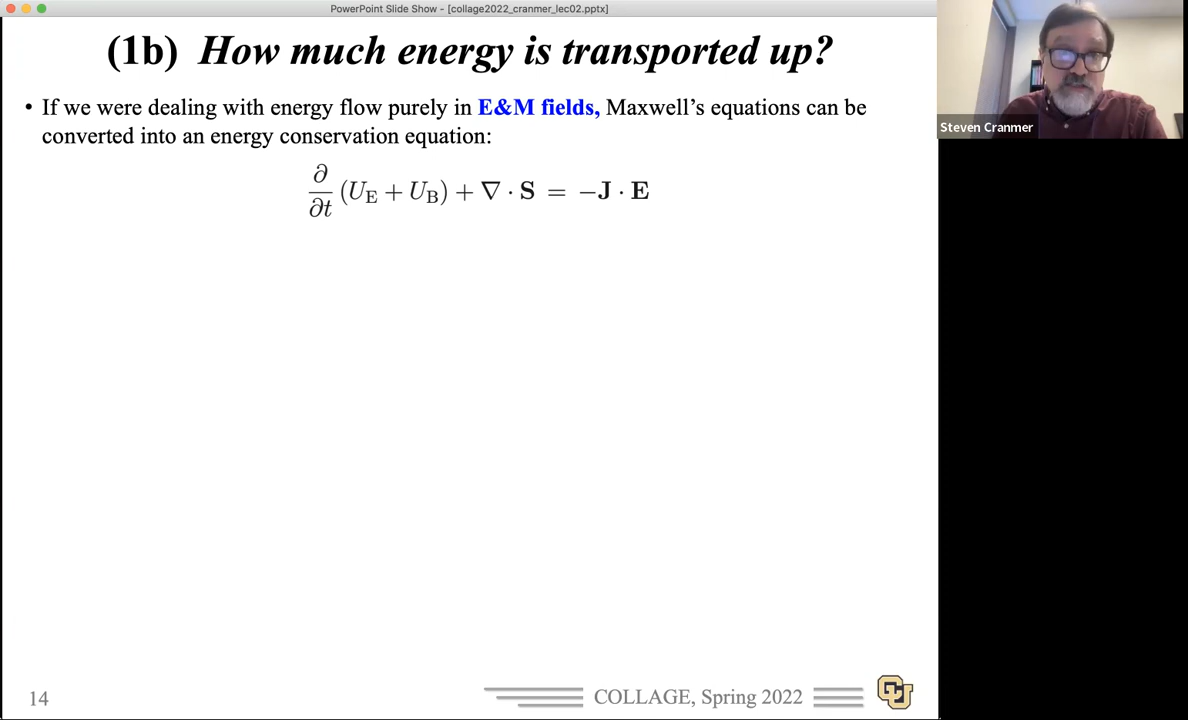 PowerPoint Slide Show - [collage2022_cranmer_lec02.pptx]
(1b) How much energy is transported up?
• If we were dealing with energy flow purely in E&M fields, Maxwell’s equations can be
converted into an energy conservation equation:
∂/∂t (U_E + U_B) + ∇ · S = −J · E
Steven Cranmer
14
COLLAGE, Spring 2022
CU